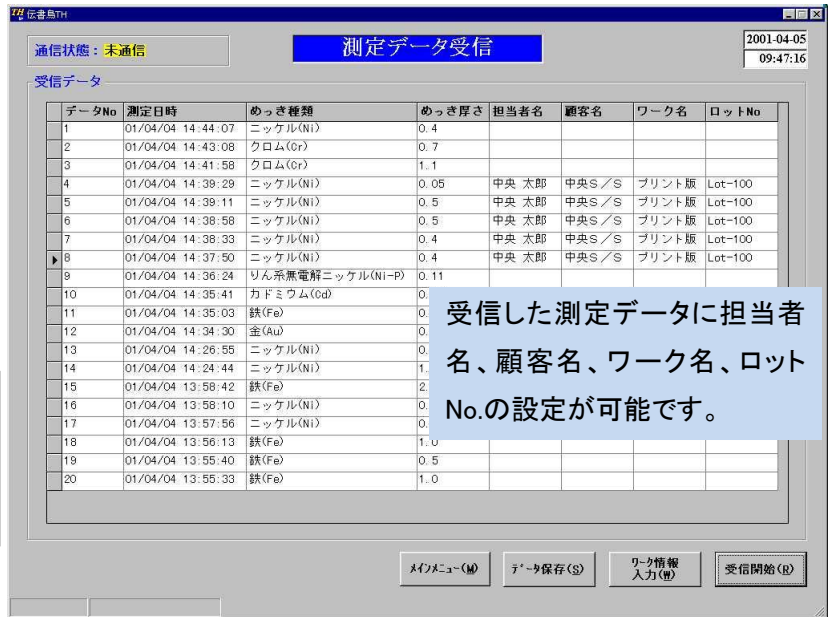 TH 伝書鳥TH
通信状態：未通信
測定データ受信
2001-04-05
09:47:16
受信データ
データNo 測定日時 めっき種類 めっき厚さ 担当者名 顧客名 ワーク名 ロットNo
1 01/04/04 14:44:07 ニッケル(Ni) 0.4
2 01/04/04 14:43:08 クロム(Cr) 0.7
3 01/04/04 14:41:58 クロム(Cr) 1.1
4 01/04/04 14:39:29 ニッケル(Ni) 0.05 中央 太郎 中央S／S プリント版 Lot-100
5 01/04/04 14:39:11 ニッケル(Ni) 0.5 中央 太郎 中央S／S プリント版 Lot-100
6 01/04/04 14:38:58 ニッケル(Ni) 0.5 中央 太郎 中央S／S プリント版 Lot-100
7 01/04/04 14:38:33 ニッケル(Ni) 0.4 中央 太郎 中央S／S プリント版 Lot-100
8 01/04/04 14:37:50 ニッケル(Ni) 0.4 中央 太郎 中央S／S プリント版 Lot-100
9 01/04/04 14:36:24 りん系無電解ニッケル(Ni-P) 0.11
10 01/04/04 14:35:41 カドミウム(Cd) 0.
11 01/04/04 14:35:03 鉄(Fe) 0.
12 01/04/04 14:34:30 金(Au) 0.
13 01/04/04 14:26:55 ニッケル(Ni) 0.
14 01/04/04 14:24:44 ニッケル(Ni) 1.
15 01/04/04 13:58:42 鉄(Fe) 2.
16 01/04/04 13:58:10 ニッケル(Ni) 0.
17 01/04/04 13:57:56 ニッケル(Ni) 0.
18 01/04/04 13:56:13 鉄(Fe) 1.0
19 01/04/04 13:55:40 鉄(Fe) 0.5
20 01/04/04 13:55:33 鉄(Fe) 1.0
受信した測定データに担当者
名、顧客名、ワーク名、ロット
No.の設定が可能です。
ﾒｲﾝﾒﾆｭｰ(M)
ﾃﾞｰﾀ保存(S)
ﾜｰｸ情報
入力(W)
受信開始(R)